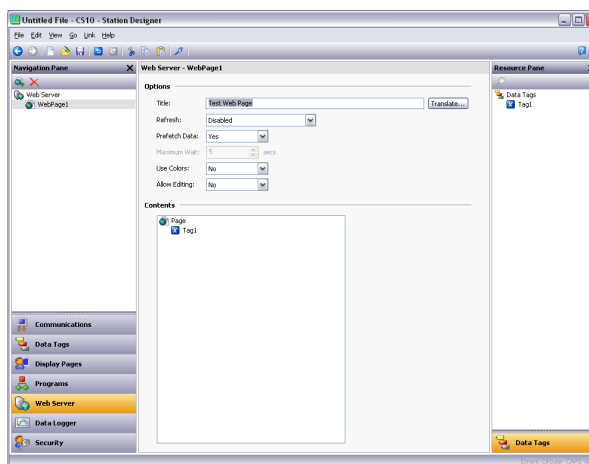 Untitled File - CS10 - Station Designer
File Edit View Go Link Help
Navigation Pane
Web Server - WebPage1
Resource Pane
Web Server
WebPage1
Options
Title: Test Web Page Translate...
Refresh: Disabled
Prefetch Data: Yes
Maximum Wait: 5 secs
Use Colors: No
Allow Editing: No
Contents
Page
Tag1
Data Tags
Tag1
Communications
Data Tags
Display Pages
Programs
Web Server
Data Logger
Security
Data Tags